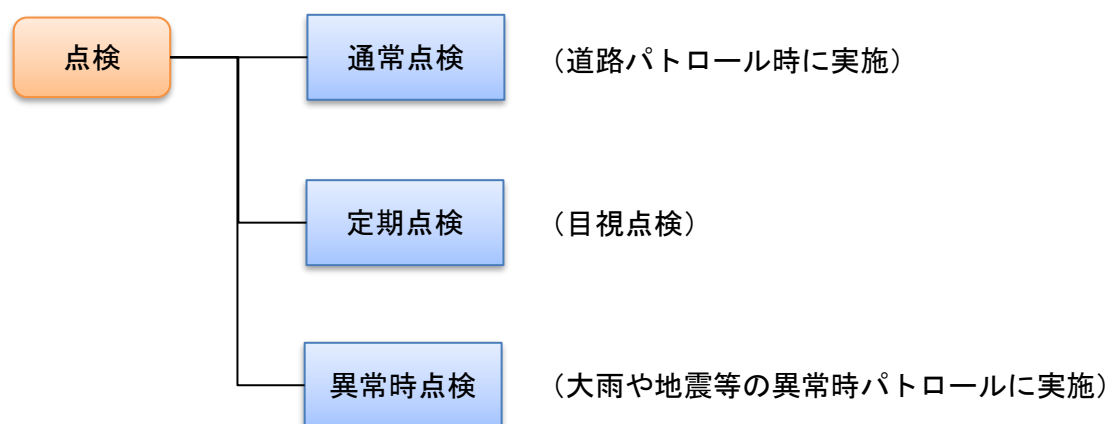 点検
通常点検 （道路パトロール時に実施）
定期点検 （目視点検）
異常時点検 （大雨や地震等の異常時パトロールに実施）